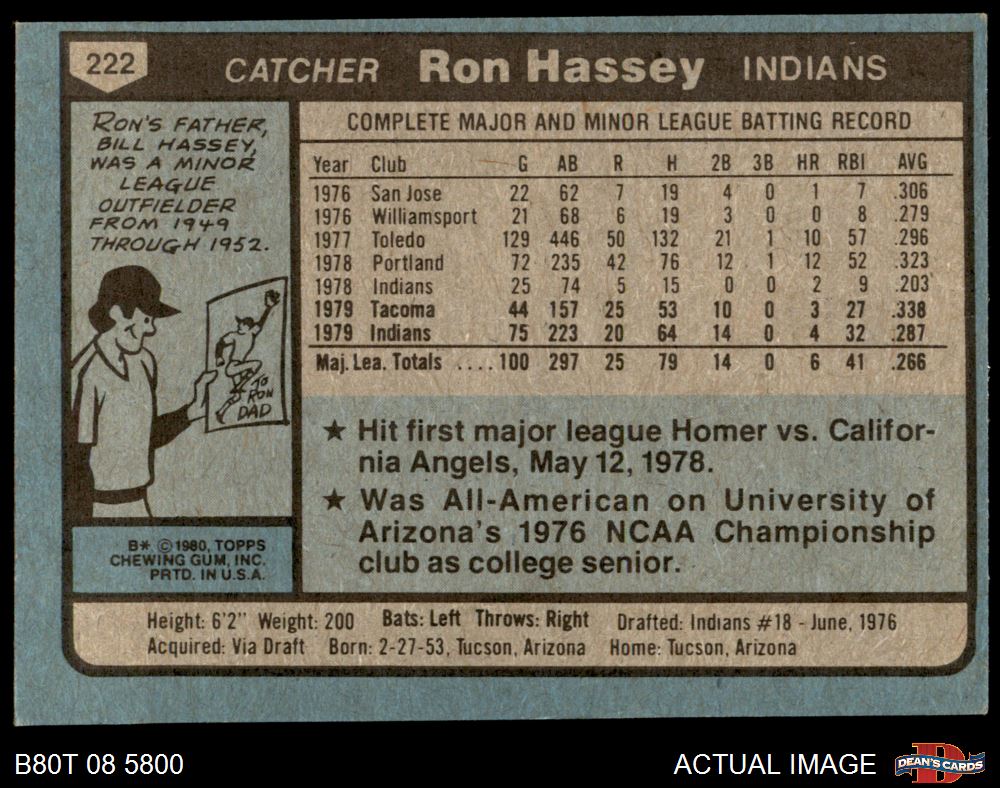 222 CATCHER Ron Hassey INDIANS
RON'S FATHER,
BILL HASSEY,
WAS A MINOR
LEAGUE
OUTFIELDER
FROM 1949
THROUGH 1952.
TO
RON
DAD
B* © 1980, TOPPS
CHEWING GUM, INC.
PRTD. IN U.S.A.
COMPLETE MAJOR AND MINOR LEAGUE BATTING RECORD
Year Club G AB R H 2B 3B HR RBI AVG
1976 San Jose 22 62 7 19 4 0 1 7 .306
1976 Williamsport 21 68 6 19 3 0 0 8 .279
1977 Toledo 129 446 50 132 21 1 10 57 .296
1978 Portland 72 235 42 76 12 1 12 52 .323
1978 Indians 25 74 5 15 0 0 2 9 .203
1979 Tacoma 44 157 25 53 10 0 3 27 .338
1979 Indians 75 223 20 64 14 0 4 32 .287
Maj. Lea. Totals .... 100 297 25 79 14 0 6 41 .266
★ Hit first major league Homer vs. Califor-
nia Angels, May 12, 1978.
★ Was All-American on University of
Arizona's 1976 NCAA Championship
club as college senior.
Height: 6'2" Weight: 200 Bats: Left Throws: Right Drafted: Indians #18 - June, 1976
Acquired: Via Draft Born: 2-27-53, Tucson, Arizona Home: Tucson, Arizona
B80T 08 5800
ACTUAL IMAGE
DEAN'S CARDS